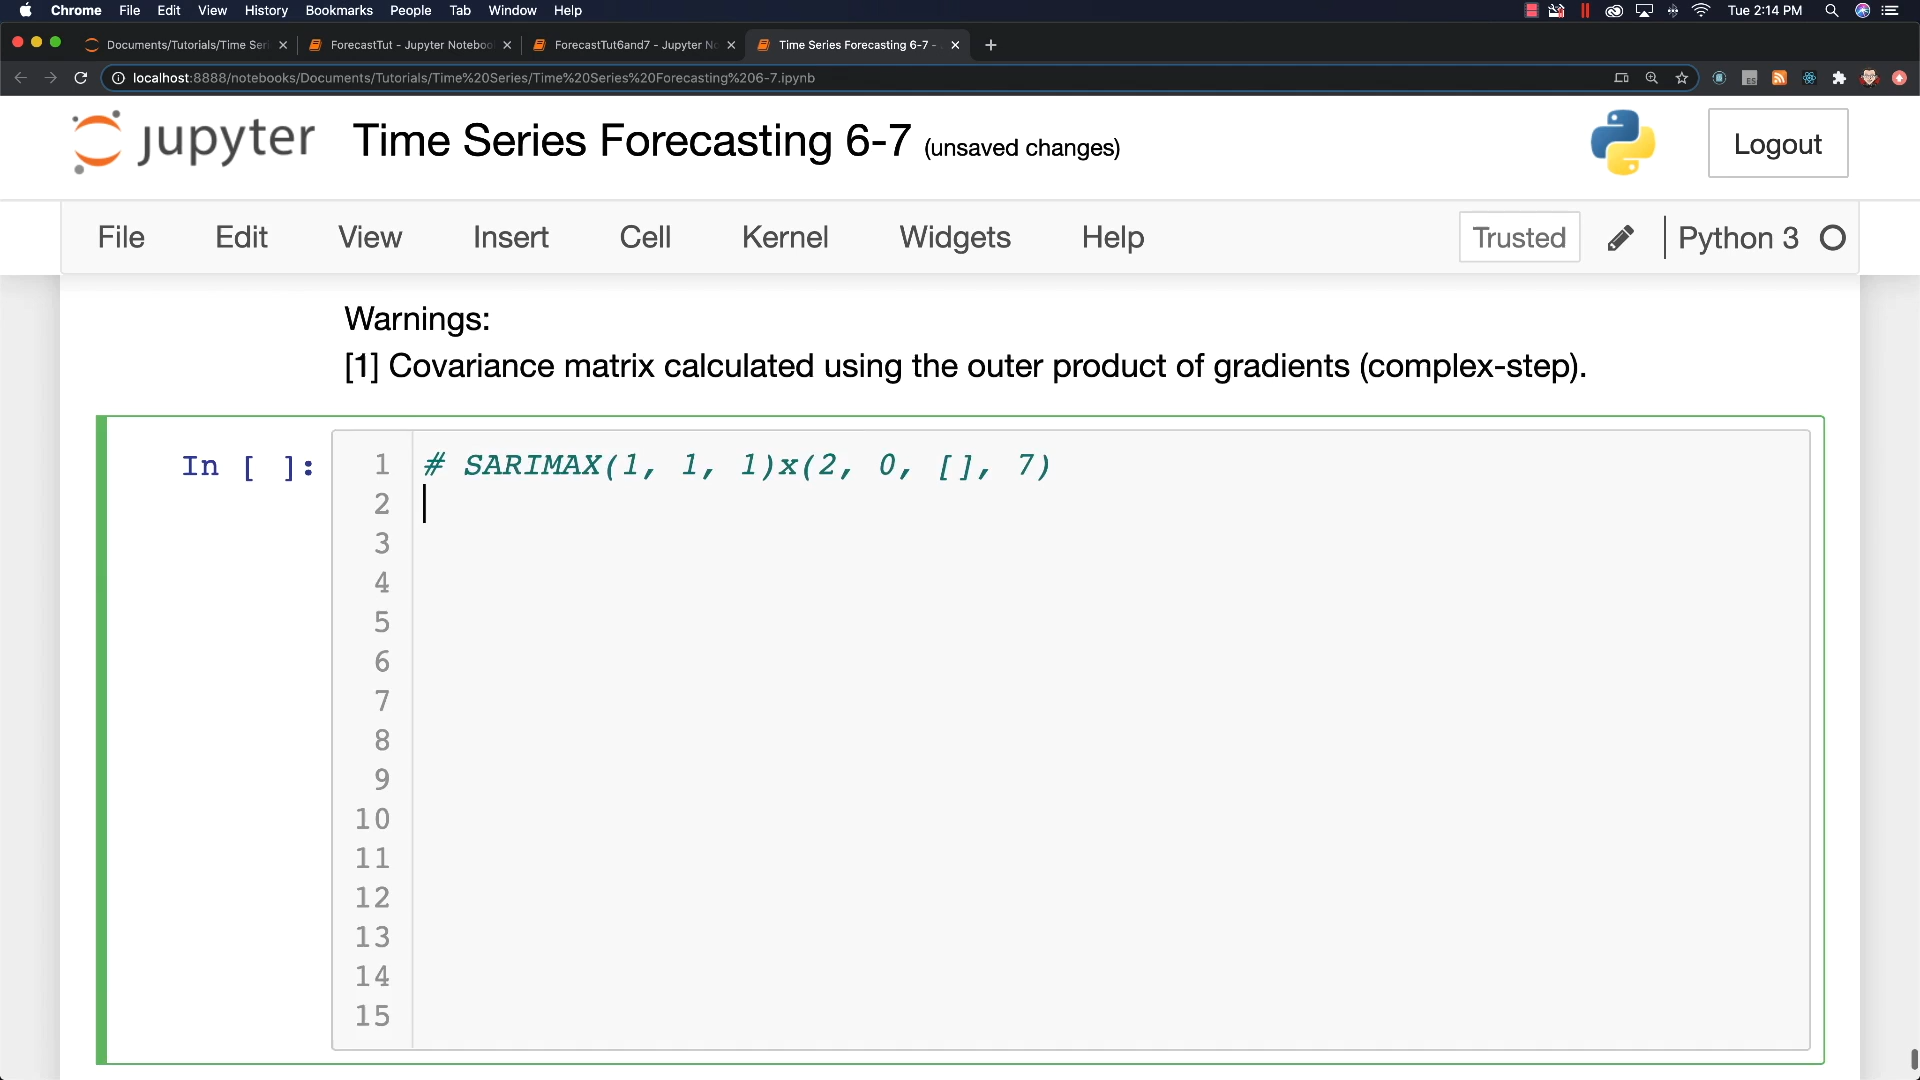 Chrome File Edit View History Bookmarks People Tab Window Help Tue 2:14 PM
Documents/Tutorials/Time Ser ForecastTut - Jupyter Noteboo ForecastTut6and7 - Jupyter No Time Series Forecasting 6-7 -
localhost:8888/notebooks/Documents/Tutorials/Time%20Series/Time%20Series%20Forecasting%206-7.ipynb
jupyter Time Series Forecasting 6-7 (unsaved changes) Logout
File Edit View Insert Cell Kernel Widgets Help Trusted Python 3
Warnings:
[1] Covariance matrix calculated using the outer product of gradients (complex-step).
In [ ]: 1 # SARIMAX(1, 1, 1)x(2, 0, [], 7)
2
3
4
5
6
7
8
9
10
11
12
13
14
15